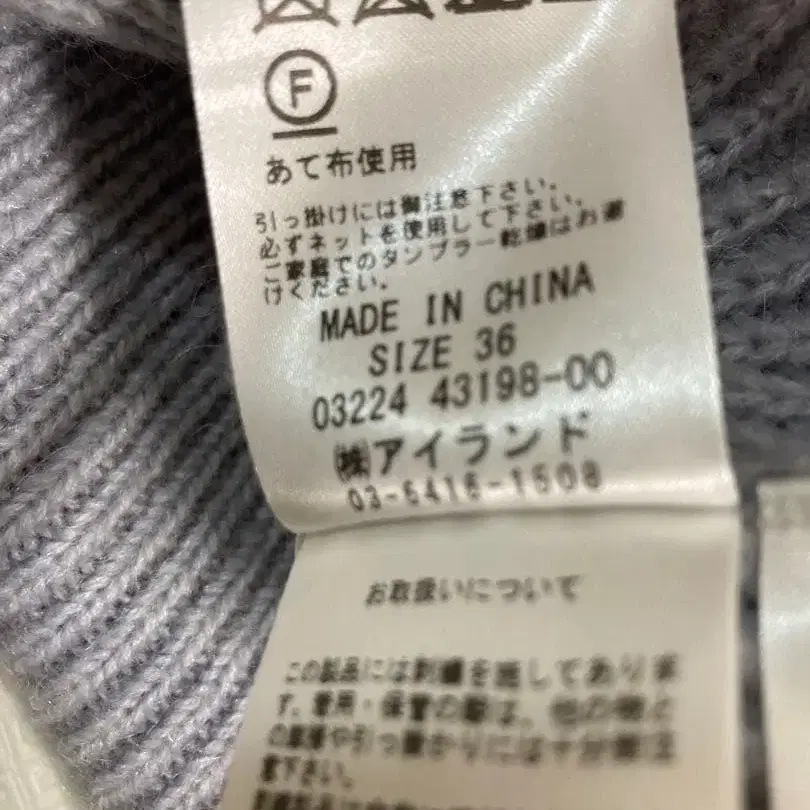 F
あて布使用
引っ掛けには御注意下さい。
必ずネットを使用して下さい。
ご家庭でのタンブラー乾燥はお避
けください。
MADE IN CHINA
SIZE 36
03224 43198-00
㈱アイランド
03-6416-1508
お取扱いについて
この製品には刺繍を施してありま
す。着用・保管の際は、他の物と
の摩擦や引っ掛かりには十分御注
意下さい。